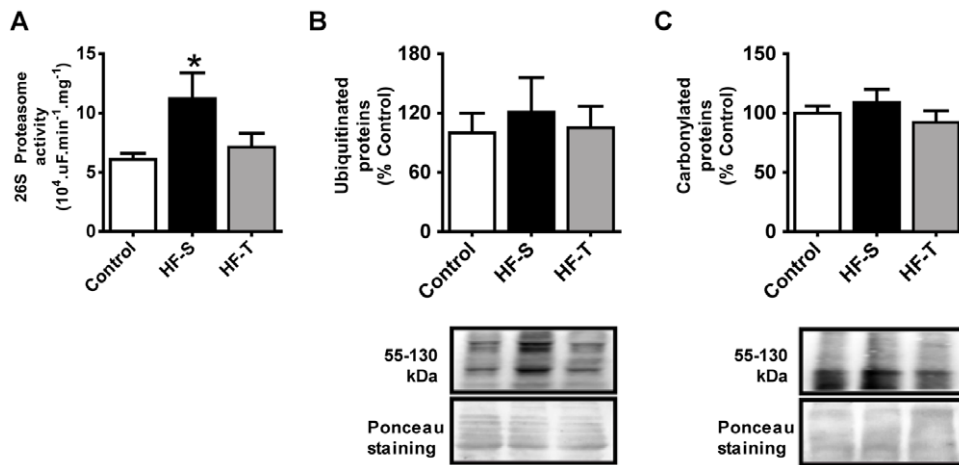 A
26S Proteasome
activity
(10⁴.uF.min⁻¹.mg⁻¹)
15
10
5
0
*
Control
HF-S
HF-T
B
Ubiquitinated
proteins
(% Control)
180
120
60
0
Control
HF-S
HF-T
55-130
kDa
Ponceau
staining
C
Carbonylated
proteins
(% Control)
150
100
50
0
Control
HF-S
HF-T
55-130
kDa
Ponceau
staining